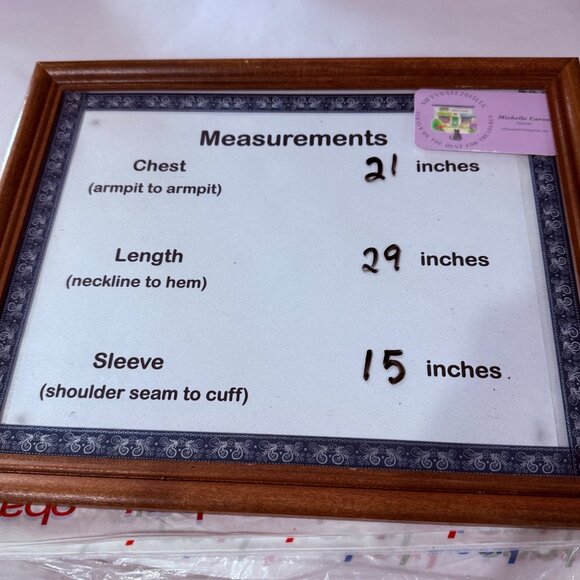 Measurements
Chest 21 inches
(armpit to armpit)
Length 29 inches
(neckline to hem)
Sleeve 15 inches
(shoulder seam to cuff)
Michelle Caron